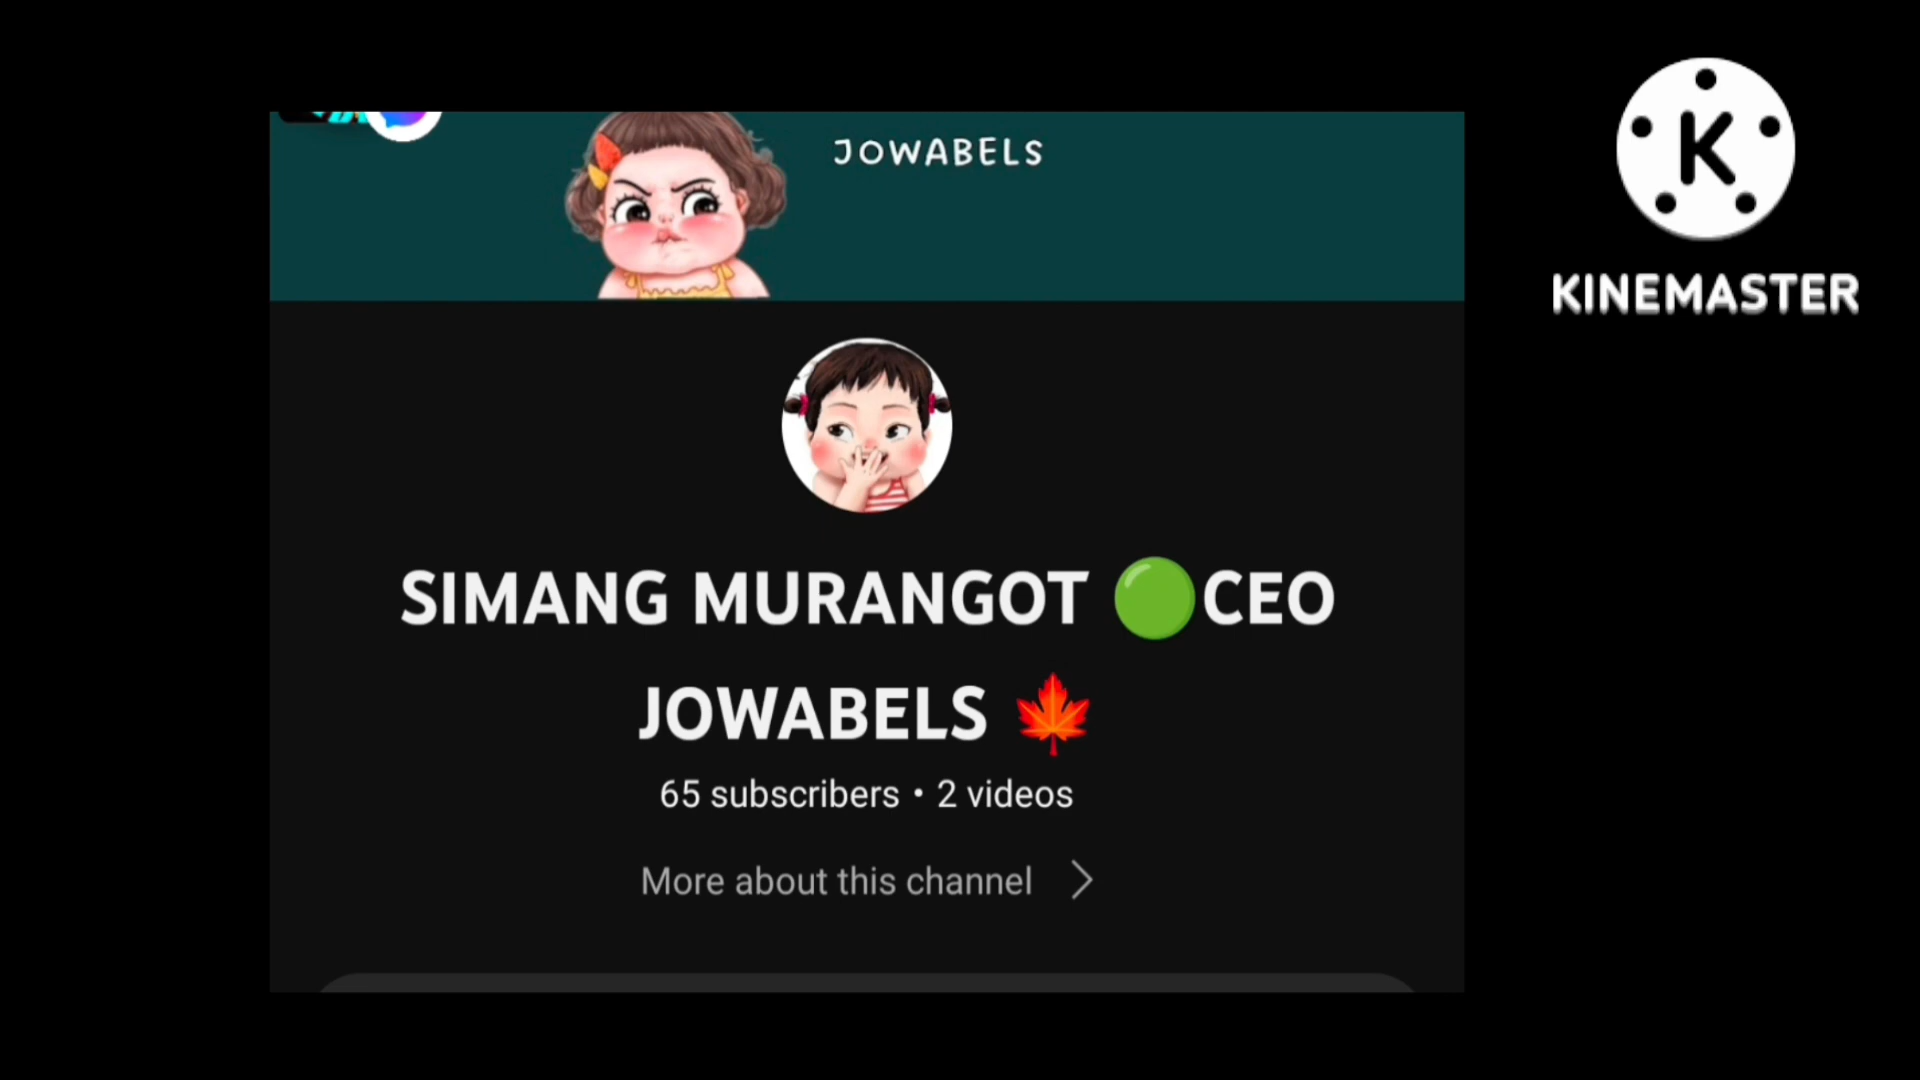 JOWABELS
K
KINEMASTER
SIMANG MURANGOT 🟢CEO
JOWABELS 🍁
65 subscribers • 2 videos
More about this channel >